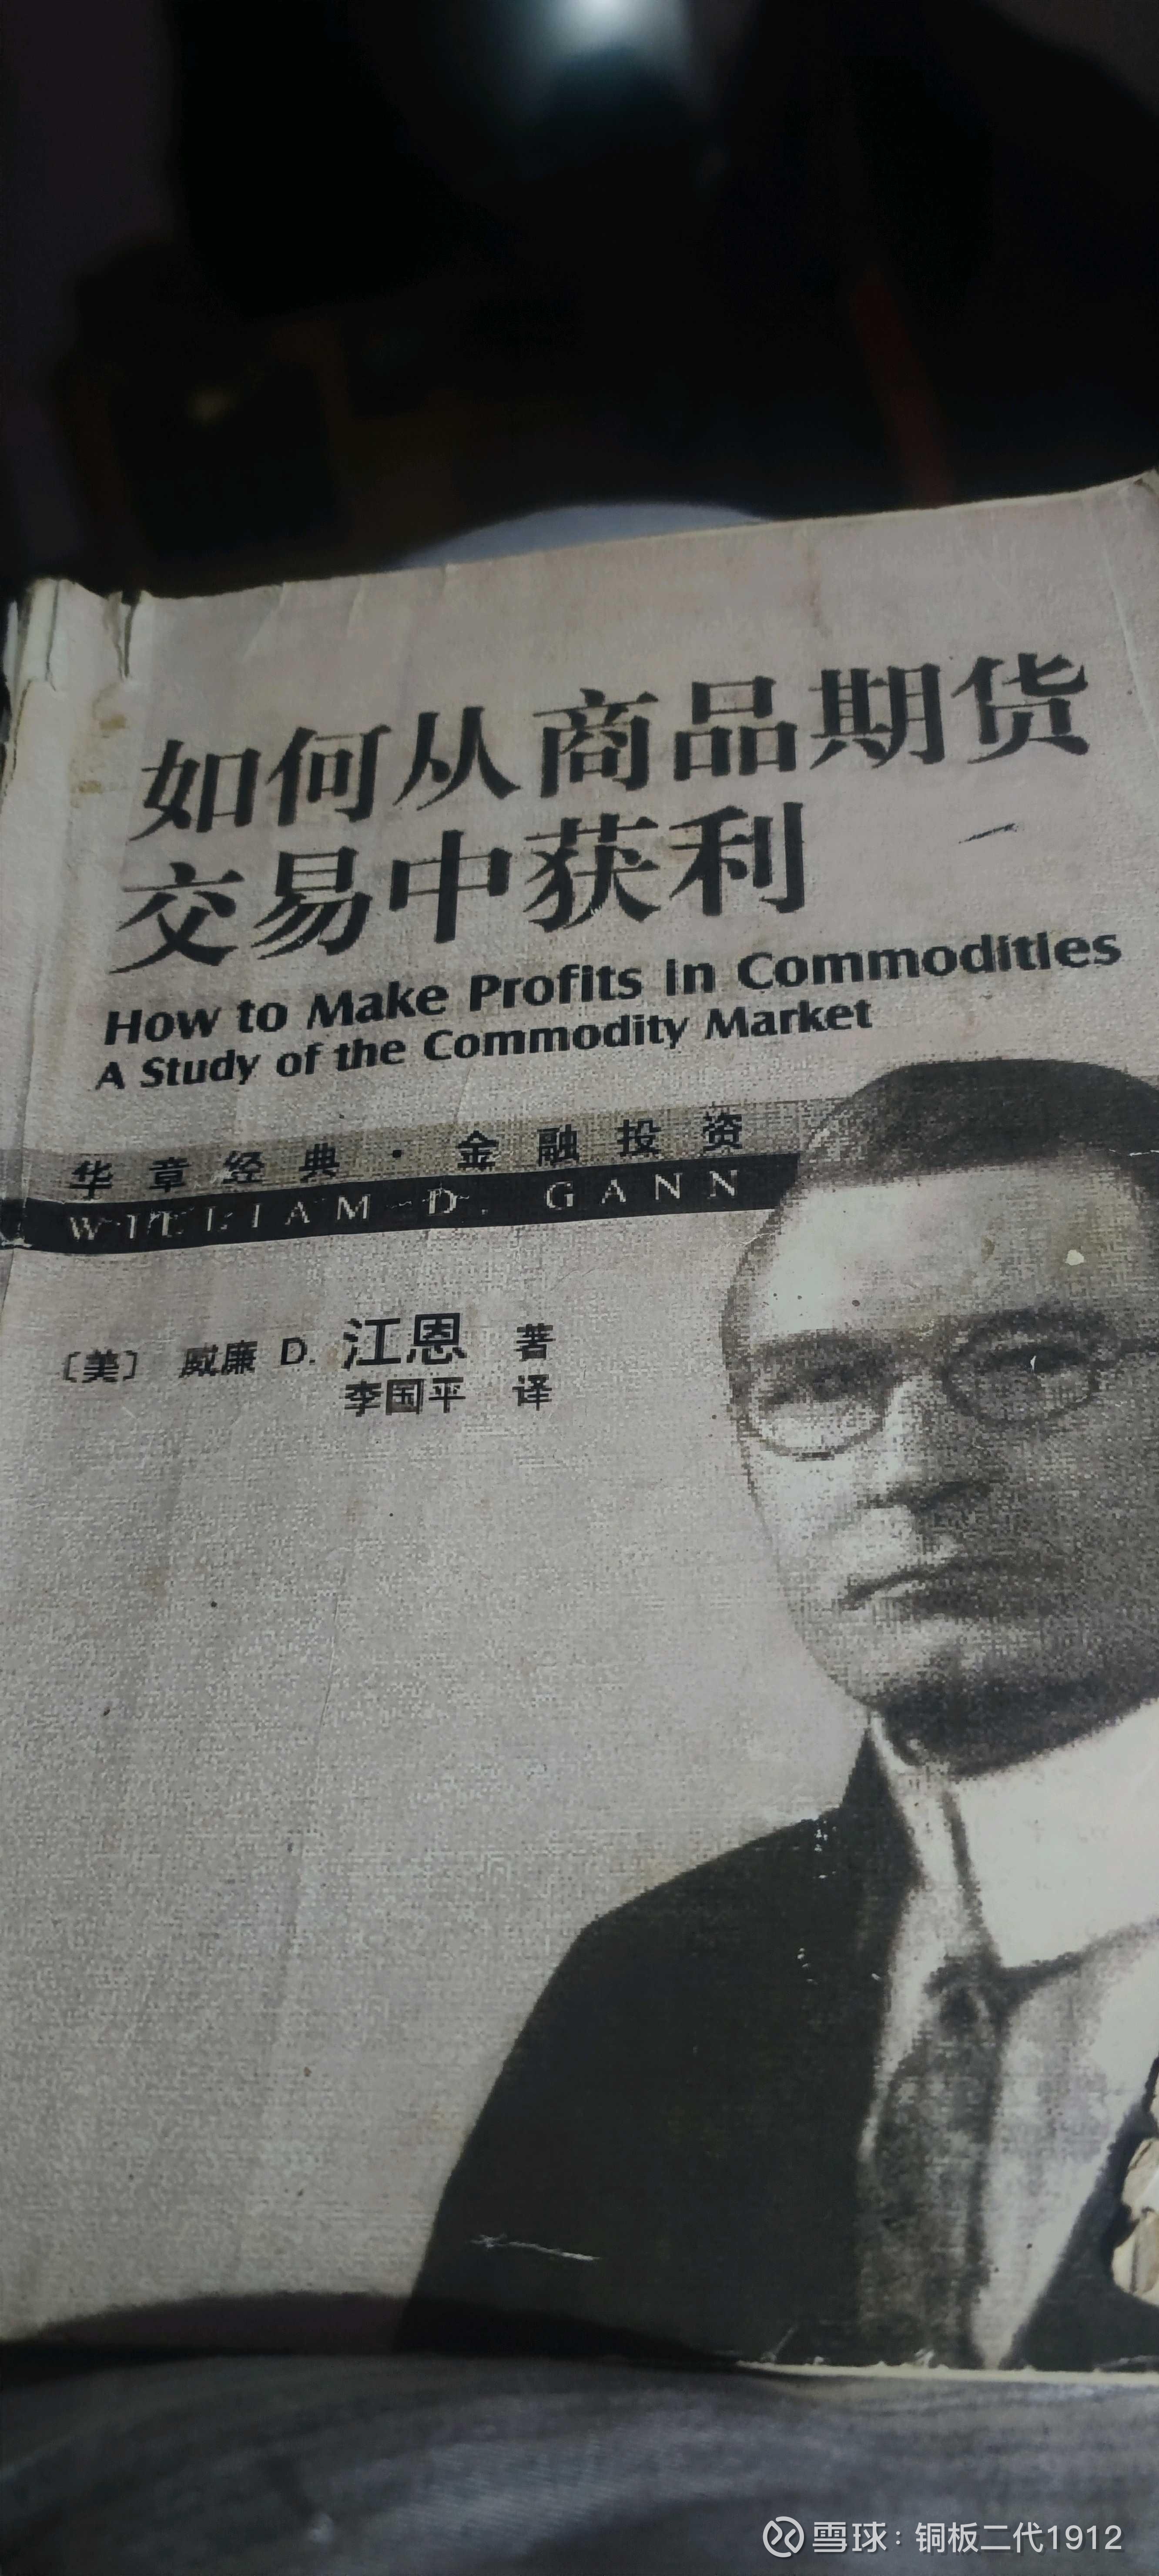 如何从商品期货
交易中获利
How to Make Profits in Commodities
A Study of the Commodity Market
华章经典·金融投资
WILLIAM D. GANN
〔美〕 威廉 D. 江恩 著
李国平 译
雪球：铜板二代1912